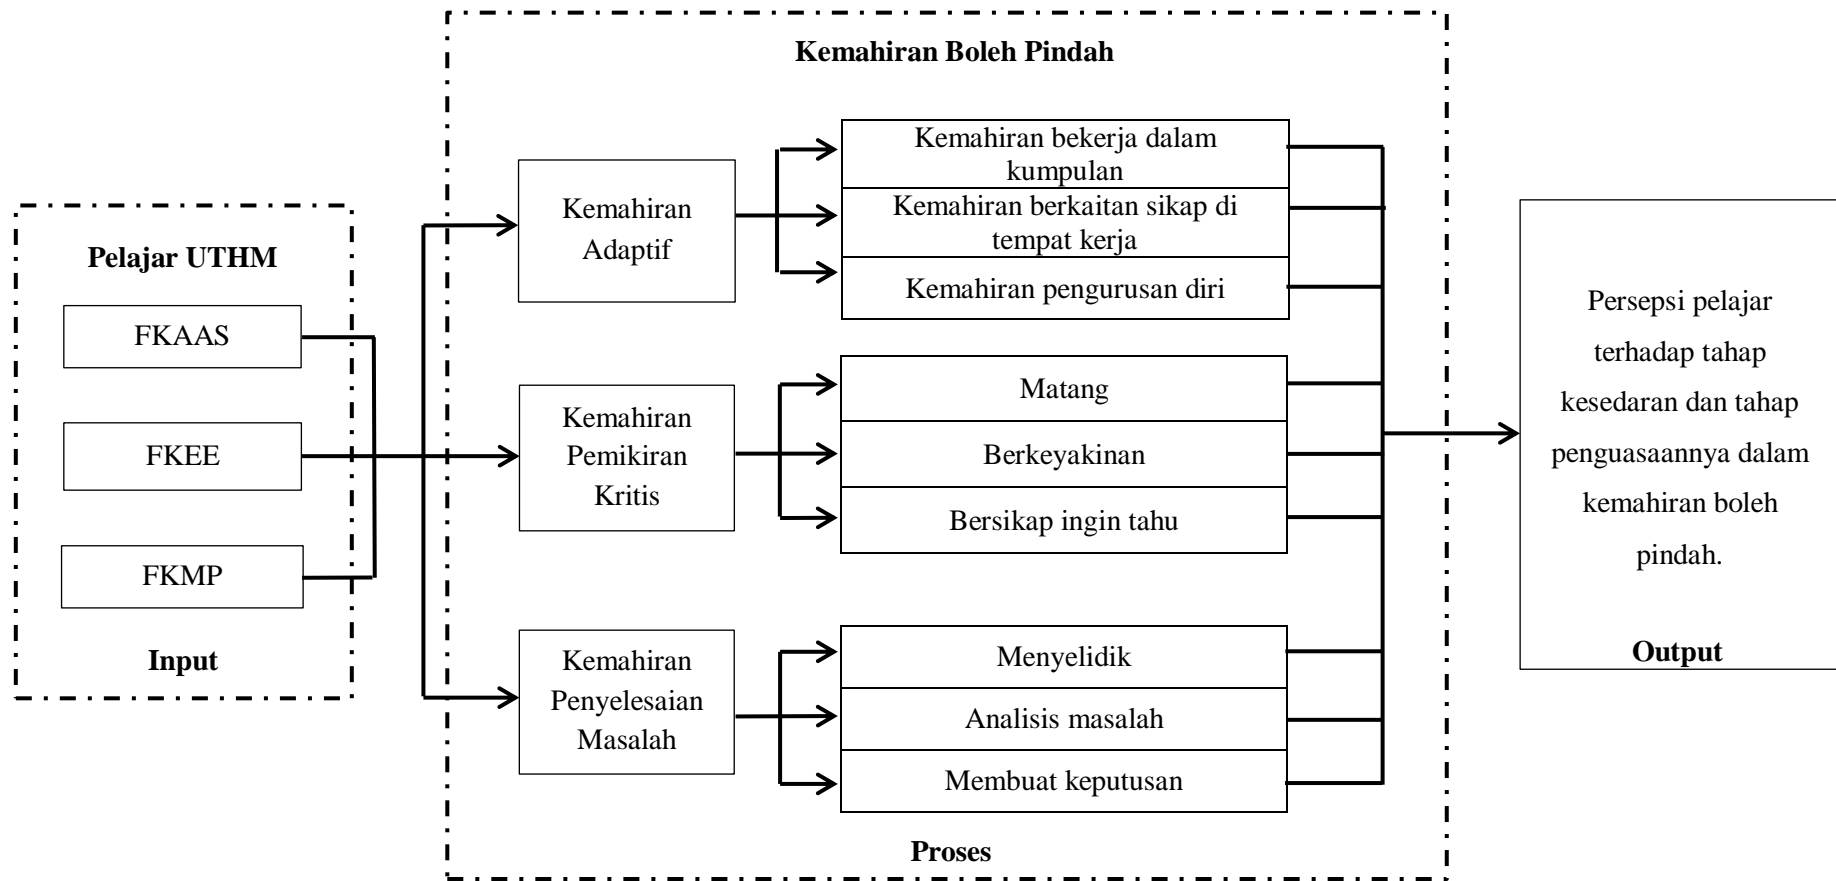 Pelajar UTHM
FKAAS
FKEE
FKMP
Input
Kemahiran Boleh Pindah
Kemahiran
Adaptif
Kemahiran bekerja dalam
kumpulan
Kemahiran berkaitan sikap di
tempat kerja
Kemahiran pengurusan diri
Kemahiran
Pemikiran
Kritis
Matang
Berkeyakinan
Bersikap ingin tahu
Kemahiran
Penyelesaian
Masalah
Menyelidik
Analisis masalah
Membuat keputusan
Proses
Persepsi pelajar
terhadap tahap
kesedaran dan tahap
penguasaannya dalam
kemahiran boleh
pindah.
Output